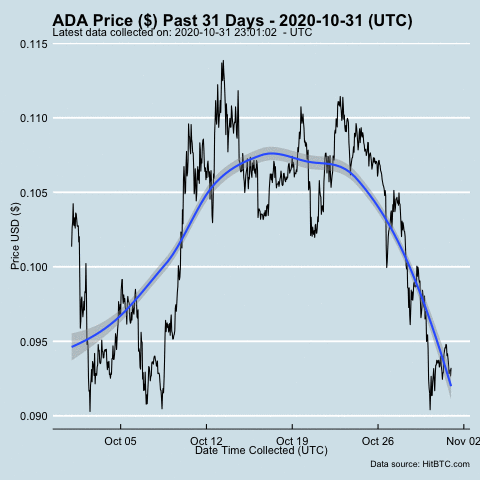 ADA Price ($) Past 31 Days - 2020-10-31 (UTC)
Latest data collected on: 2020-10-31 23:01:02 - UTC
0.115
0.110
0.105
0.100
0.095
0.090
Price USD ($)
Oct 05 Oct 12 Oct 19 Oct 26 Nov 02
Date Time Collected (UTC)
Data source: HitBTC.com